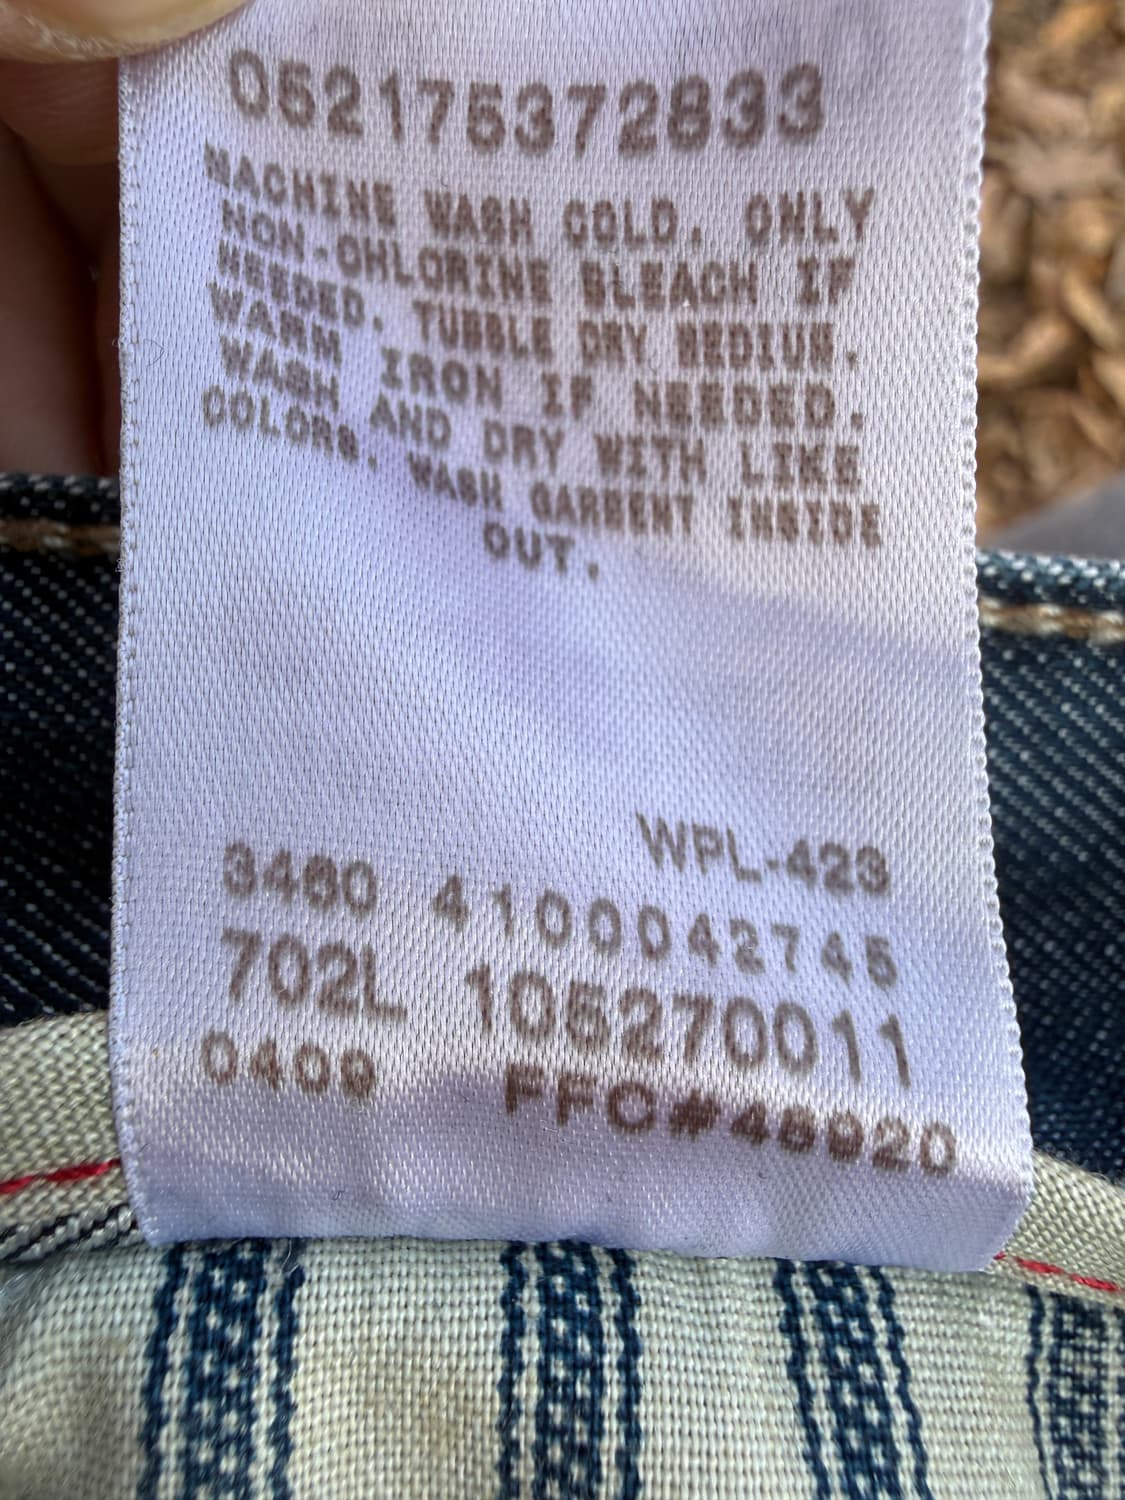 052175372833
MACHINE WASH COLD. ONLY
NON-CHLORINE BLEACH IF
NEEDED. TUMBLE DRY MEDIUM.
WARM IRON IF NEEDED.
WASH AND DRY WITH LIKE
COLORS. WASH GARMENT INSIDE
OUT.
WPL-423
3460 4100042745
702L 105270011
0409 FFC#46920